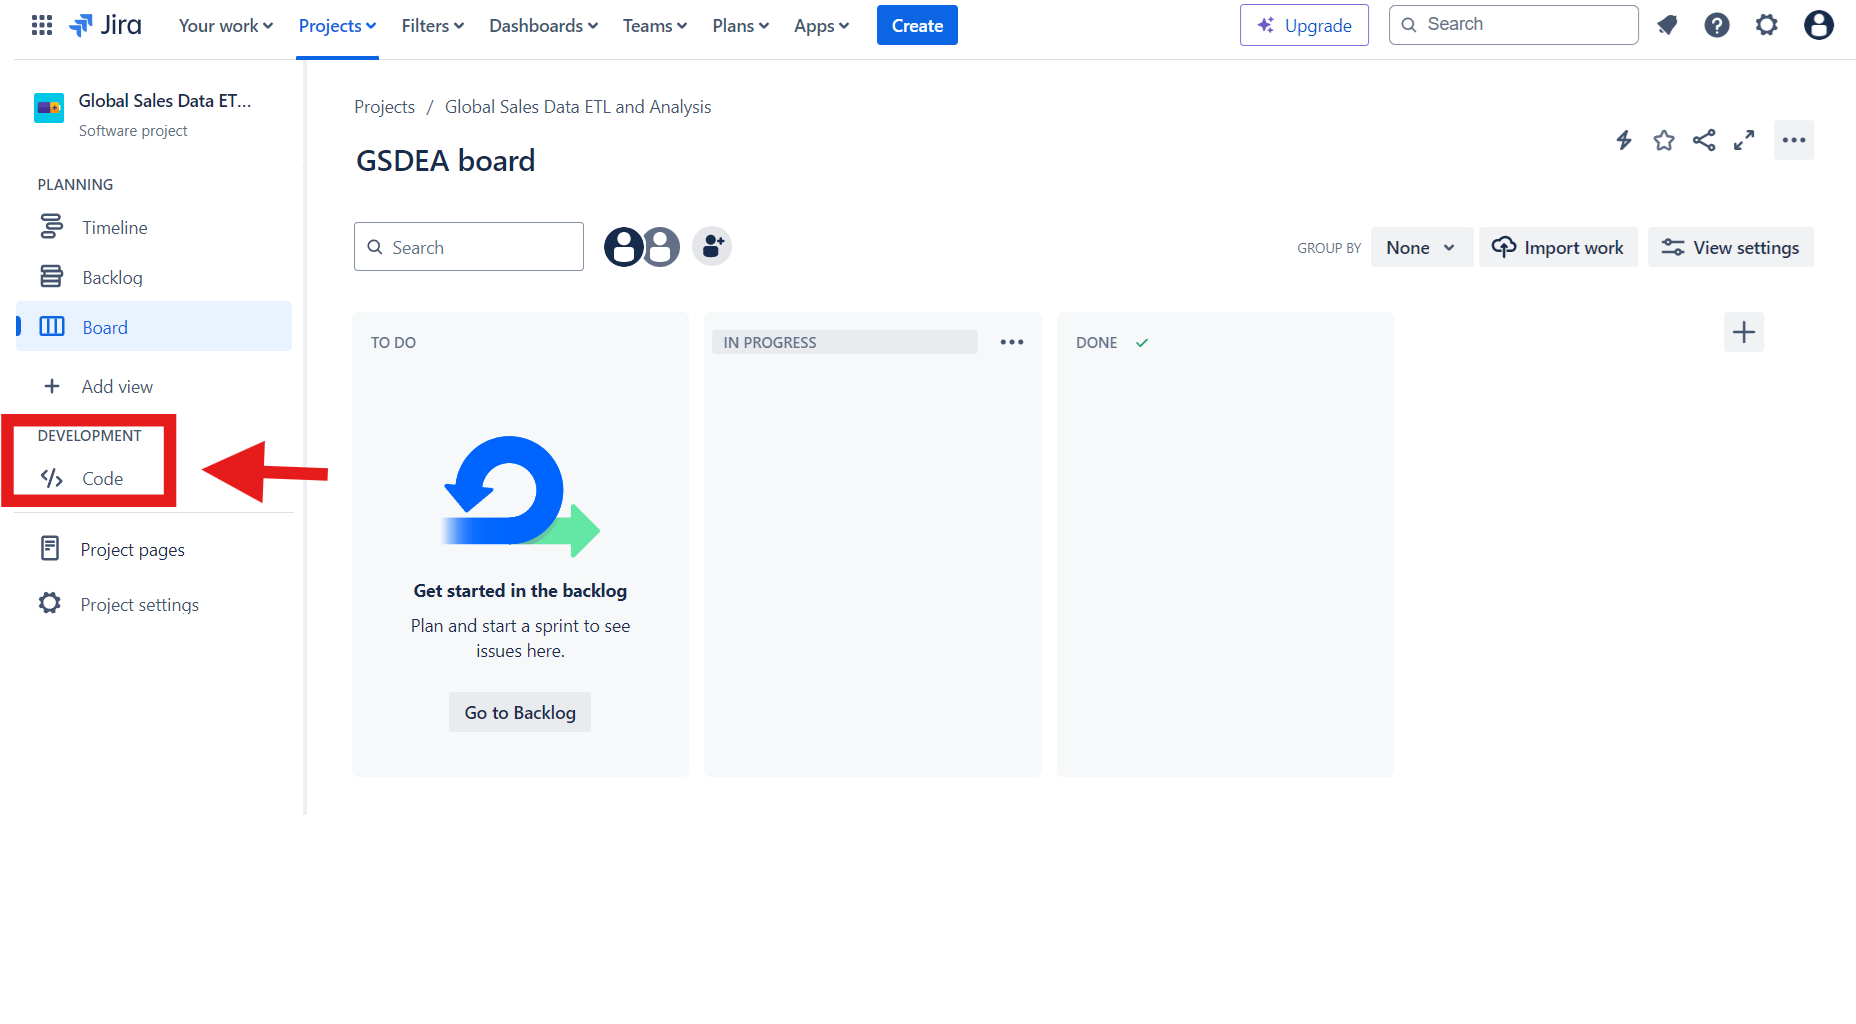 Jira
Your work
Projects
Filters
Dashboards
Teams
Plans
Apps
Create
Upgrade
Search
Global Sales Data ET...
Software project
PLANNING
Timeline
Backlog
Board
Add view
DEVELOPMENT
Code
Project pages
Project settings
Projects / Global Sales Data ETL and Analysis
GSDEA board
Search
GROUP BY
None
Import work
View settings
TO DO
IN PROGRESS
DONE
Get started in the backlog
Plan and start a sprint to see
issues here.
Go to Backlog